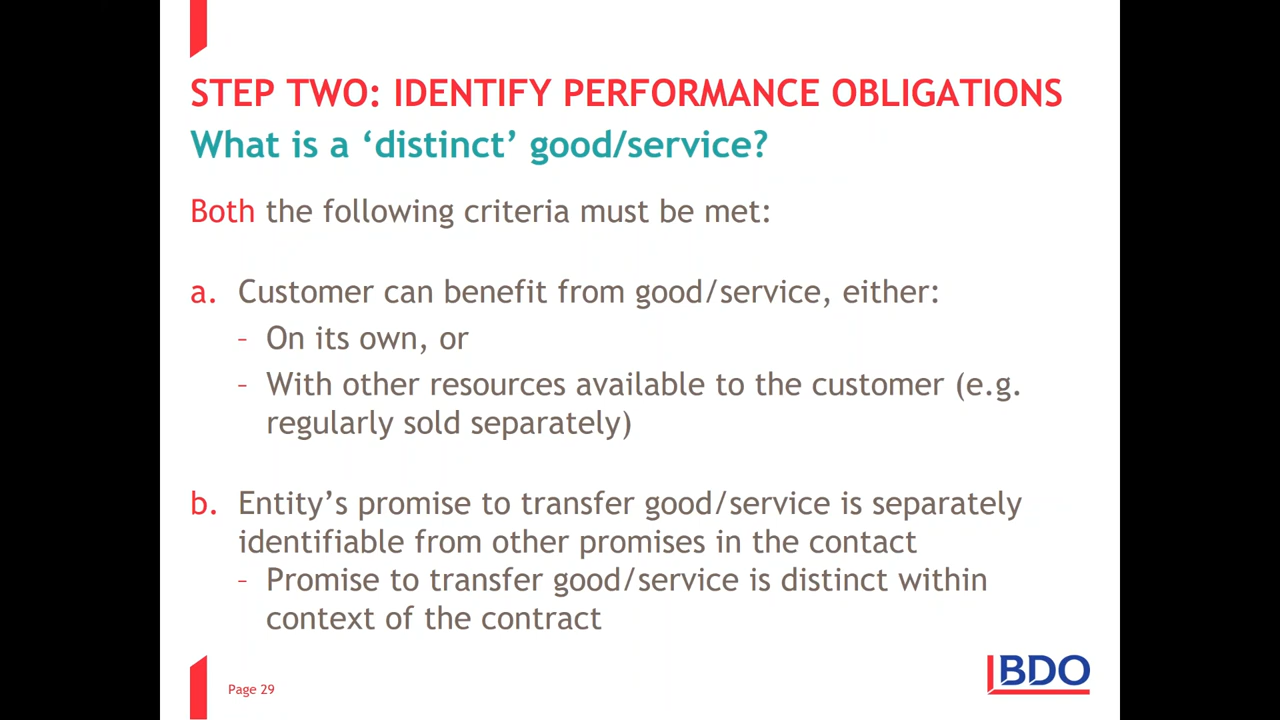 STEP TWO: IDENTIFY PERFORMANCE OBLIGATIONS
What is a ‘distinct’ good/service?
Both the following criteria must be met:
a. Customer can benefit from good/service, either:
- On its own, or
- With other resources available to the customer (e.g.
regularly sold separately)
b. Entity’s promise to transfer good/service is separately
identifiable from other promises in the contact
- Promise to transfer good/service is distinct within
context of the contract
Page 29
BDO